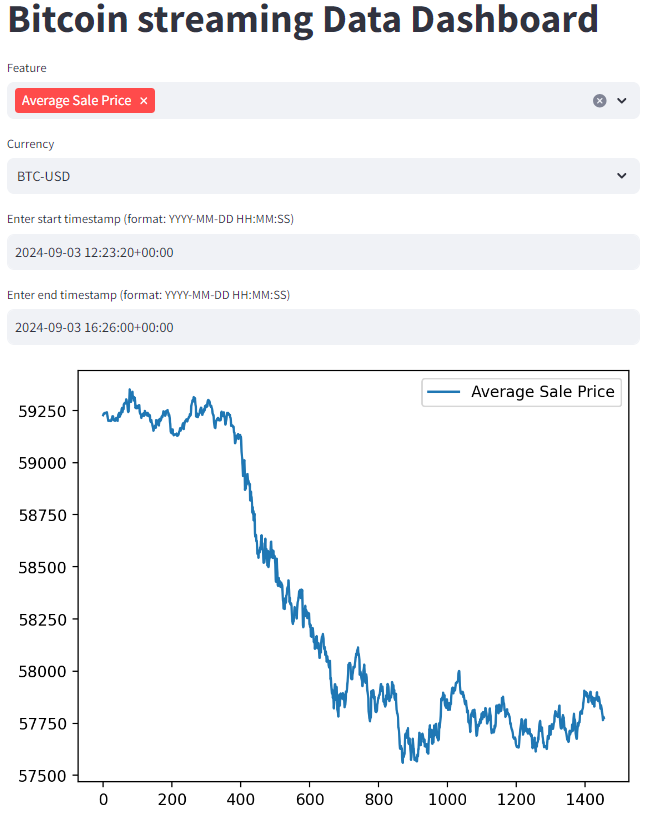 Bitcoin streaming Data Dashboard
Feature
Average Sale Price ×
Currency
BTC-USD
Enter start timestamp (format: YYYY-MM-DD HH:MM:SS)
2024-09-03 12:23:20+00:00
Enter end timestamp (format: YYYY-MM-DD HH:MM:SS)
2024-09-03 16:26:00+00:00
Average Sale Price
59250
59000
58750
58500
58250
58000
57750
57500
0 200 400 600 800 1000 1200 1400